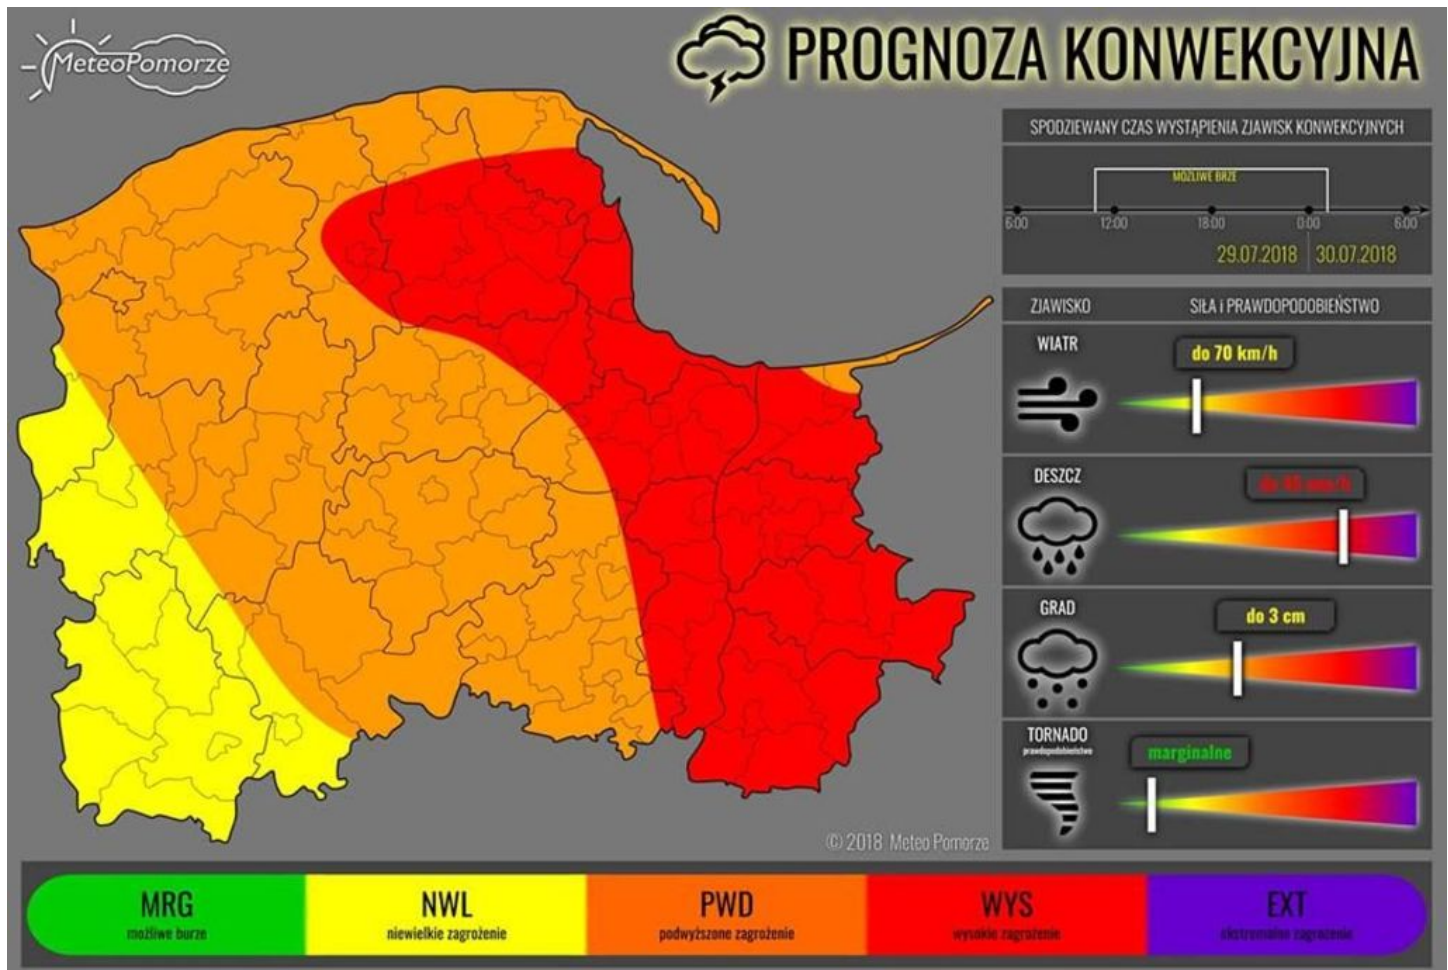 MeteoPomorze
PROGNOZA KONWEKCYJNA
SPODZIEWANY CZAS WYSTĄPIENIA ZJAWISK KONWEKCYJNYCH
MOŻLIWE BRZE
6:00 12:00 18:00 0:00 6:00
29.07.2018 30.07.2018
ZJAWISKO SIŁA i PRAWDOPODOBIEŃSTWO
WIATR
do 70 km/h
DESZCZ
do 40 mm/h
GRAD
do 3 cm
TORNADO
prawdopodobieństwo
marginalne
© 2018 Meteo Pomorze
MRG NWL PWD WYS EXT
możliwe burze niewielkie zagrożenie podwyższone zagrożenie wysokie zagrożenie ekstremalne zagrożenie